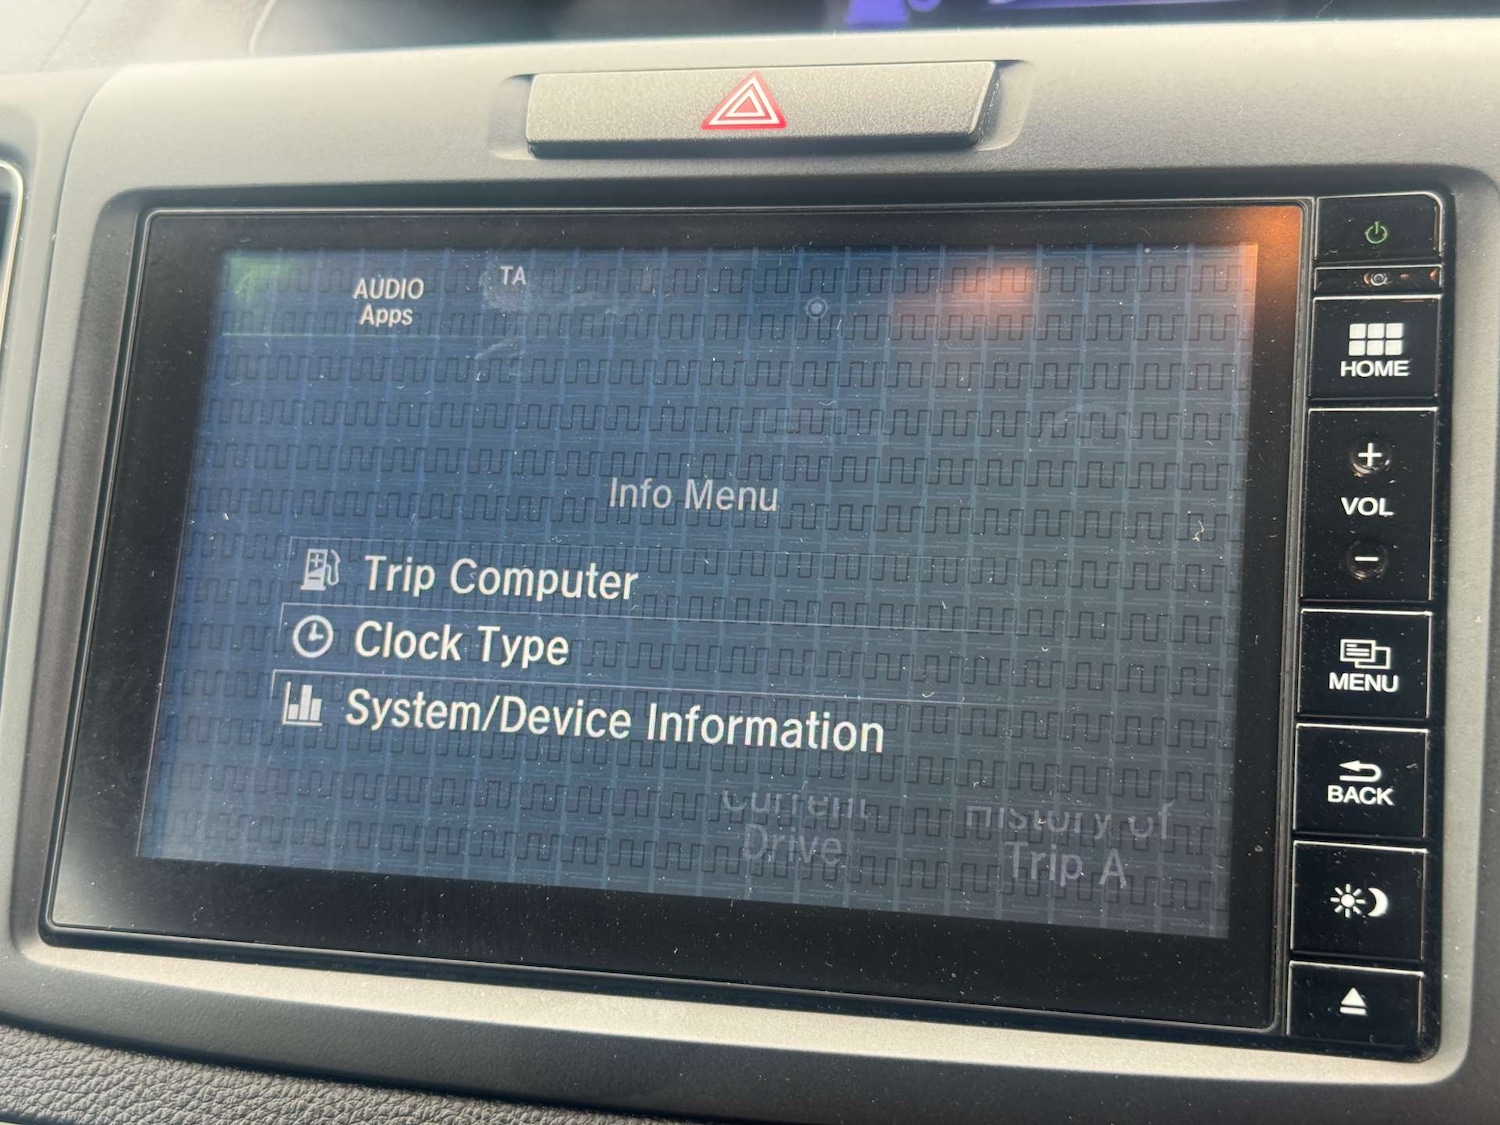 AUDIO
Apps
TA
Info Menu
Trip Computer
Clock Type
System/Device Information
Current
Drive
History of
Trip A
HOME
+
VOL
−
MENU
BACK